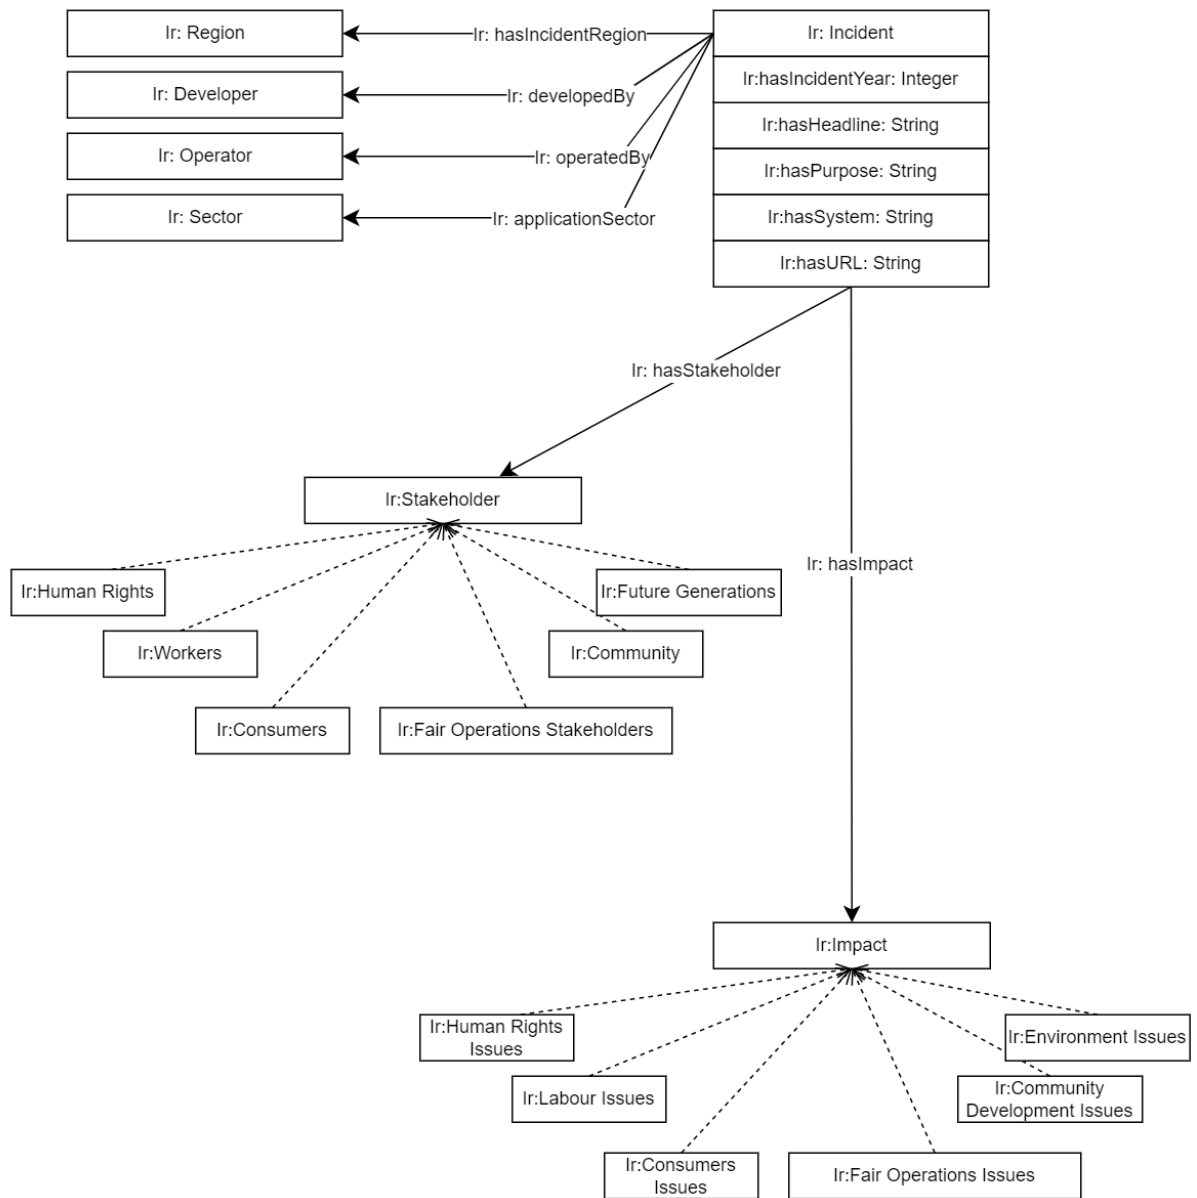 Ir: Region
Ir: hasIncidentRegion
Ir: Incident
Ir: Developer
Ir: developedBy
Ir:hasIncidentYear: Integer
Ir:hasHeadline: String
Ir: Operator
Ir: operatedBy
Ir:hasPurpose: String
Ir: Sector
Ir: applicationSector
Ir:hasSystem: String
Ir:hasURL: String
Ir: hasStakeholder
Ir:Stakeholder
Ir: hasImpact
Ir:Human Rights
Ir:Future Generations
Ir:Workers
Ir:Community
Ir:Consumers
Ir:Fair Operations Stakeholders
Ir:Impact
Ir:Human Rights
Issues
Ir:Environment Issues
Ir:Labour Issues
Ir:Community
Development Issues
Ir:Consumers
Issues
Ir:Fair Operations Issues